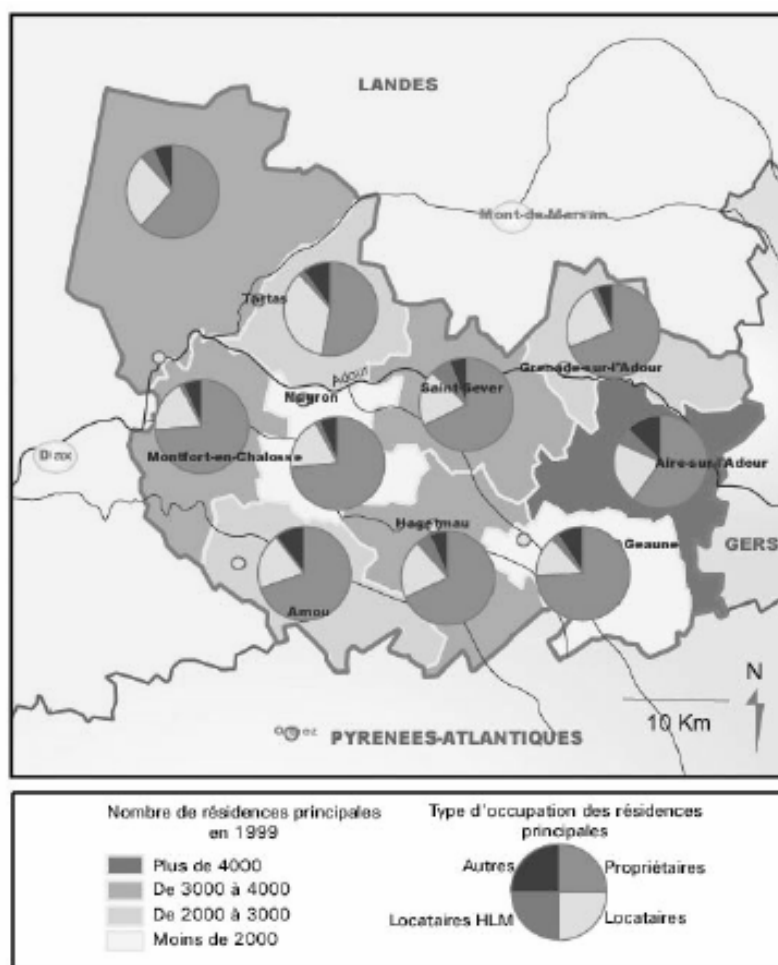 LANDES
Mont-de-Marsan
Tartas
Grenade-sur-l'Adour
Adour
Saint-Sever
Mugron
Montfort-en-Chalosse
Dax
Aire-sur-l'Adour
Hagetmau
Geaune
GERS
Amou
N
10 Km
PYRENEES-ATLANTIQUES
Nombre de résidences principales
en 1999
Plus de 4000
De 3000 à 4000
De 2000 à 3000
Moins de 2000
Type d'occupation des résidences
principales
Autres
Propriétaires
Locataires HLM
Locataires